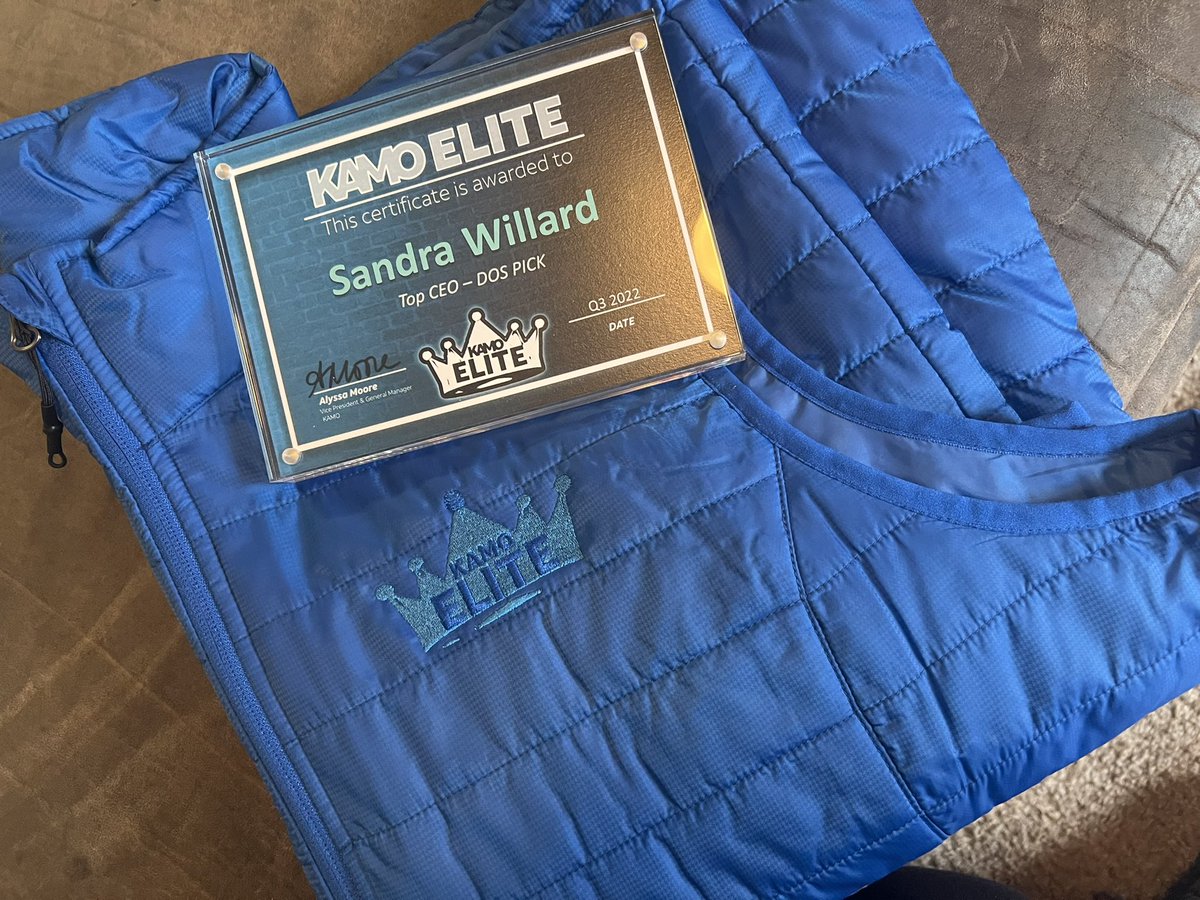 KAMO ELITE
This certificate is awarded to
Sandra Willard
Top CEO – DOS PICK
Q3 2022
DATE
AMoore
Alyssa Moore
Vice President & General Manager
KAMO
KAMO
ELITE
KAMO
ELITE